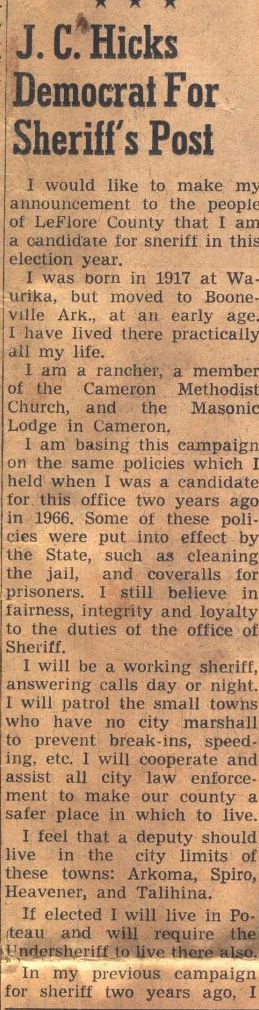 ★ ★ ★
J. C. Hicks
Democrat For
Sheriff's Post
I would like to make my
announcement to the people
of LeFlore County that I am
a candidate for sneriff in this
election year.
I was born in 1917 at Wa-
urika, but moved to Boone-
ville Ark., at an early age.
I have lived there practically
all my life.
I am a rancher, a member
of the Cameron Methodist
Church, and the Masonic
Lodge in Cameron.
I am basing this campaign
on the same policies which I
held when I was a candidate
for this office two years ago
in 1966. Some of these poli-
cies were put into effect by
the State, such as cleaning
the jail, and coveralls for
prisoners. I still believe in
fairness, integrity and loyalty
to the duties of the office of
Sheriff.
I will be a working sheriff,
answering calls day or night.
I will patrol the small towns
who have no city marshall
to prevent break-ins, speed-
ing, etc. I will cooperate and
assist all city law enforce-
ment to make our county a
safer place in which to live.
I feel that a deputy should
live in the city limits of
these towns: Arkoma, Spiro,
Heavener, and Talihina.
If elected I will live in Po-
teau and will require the
Undersheriff to live there also.
In my previous campaign
for sheriff two years ago, I